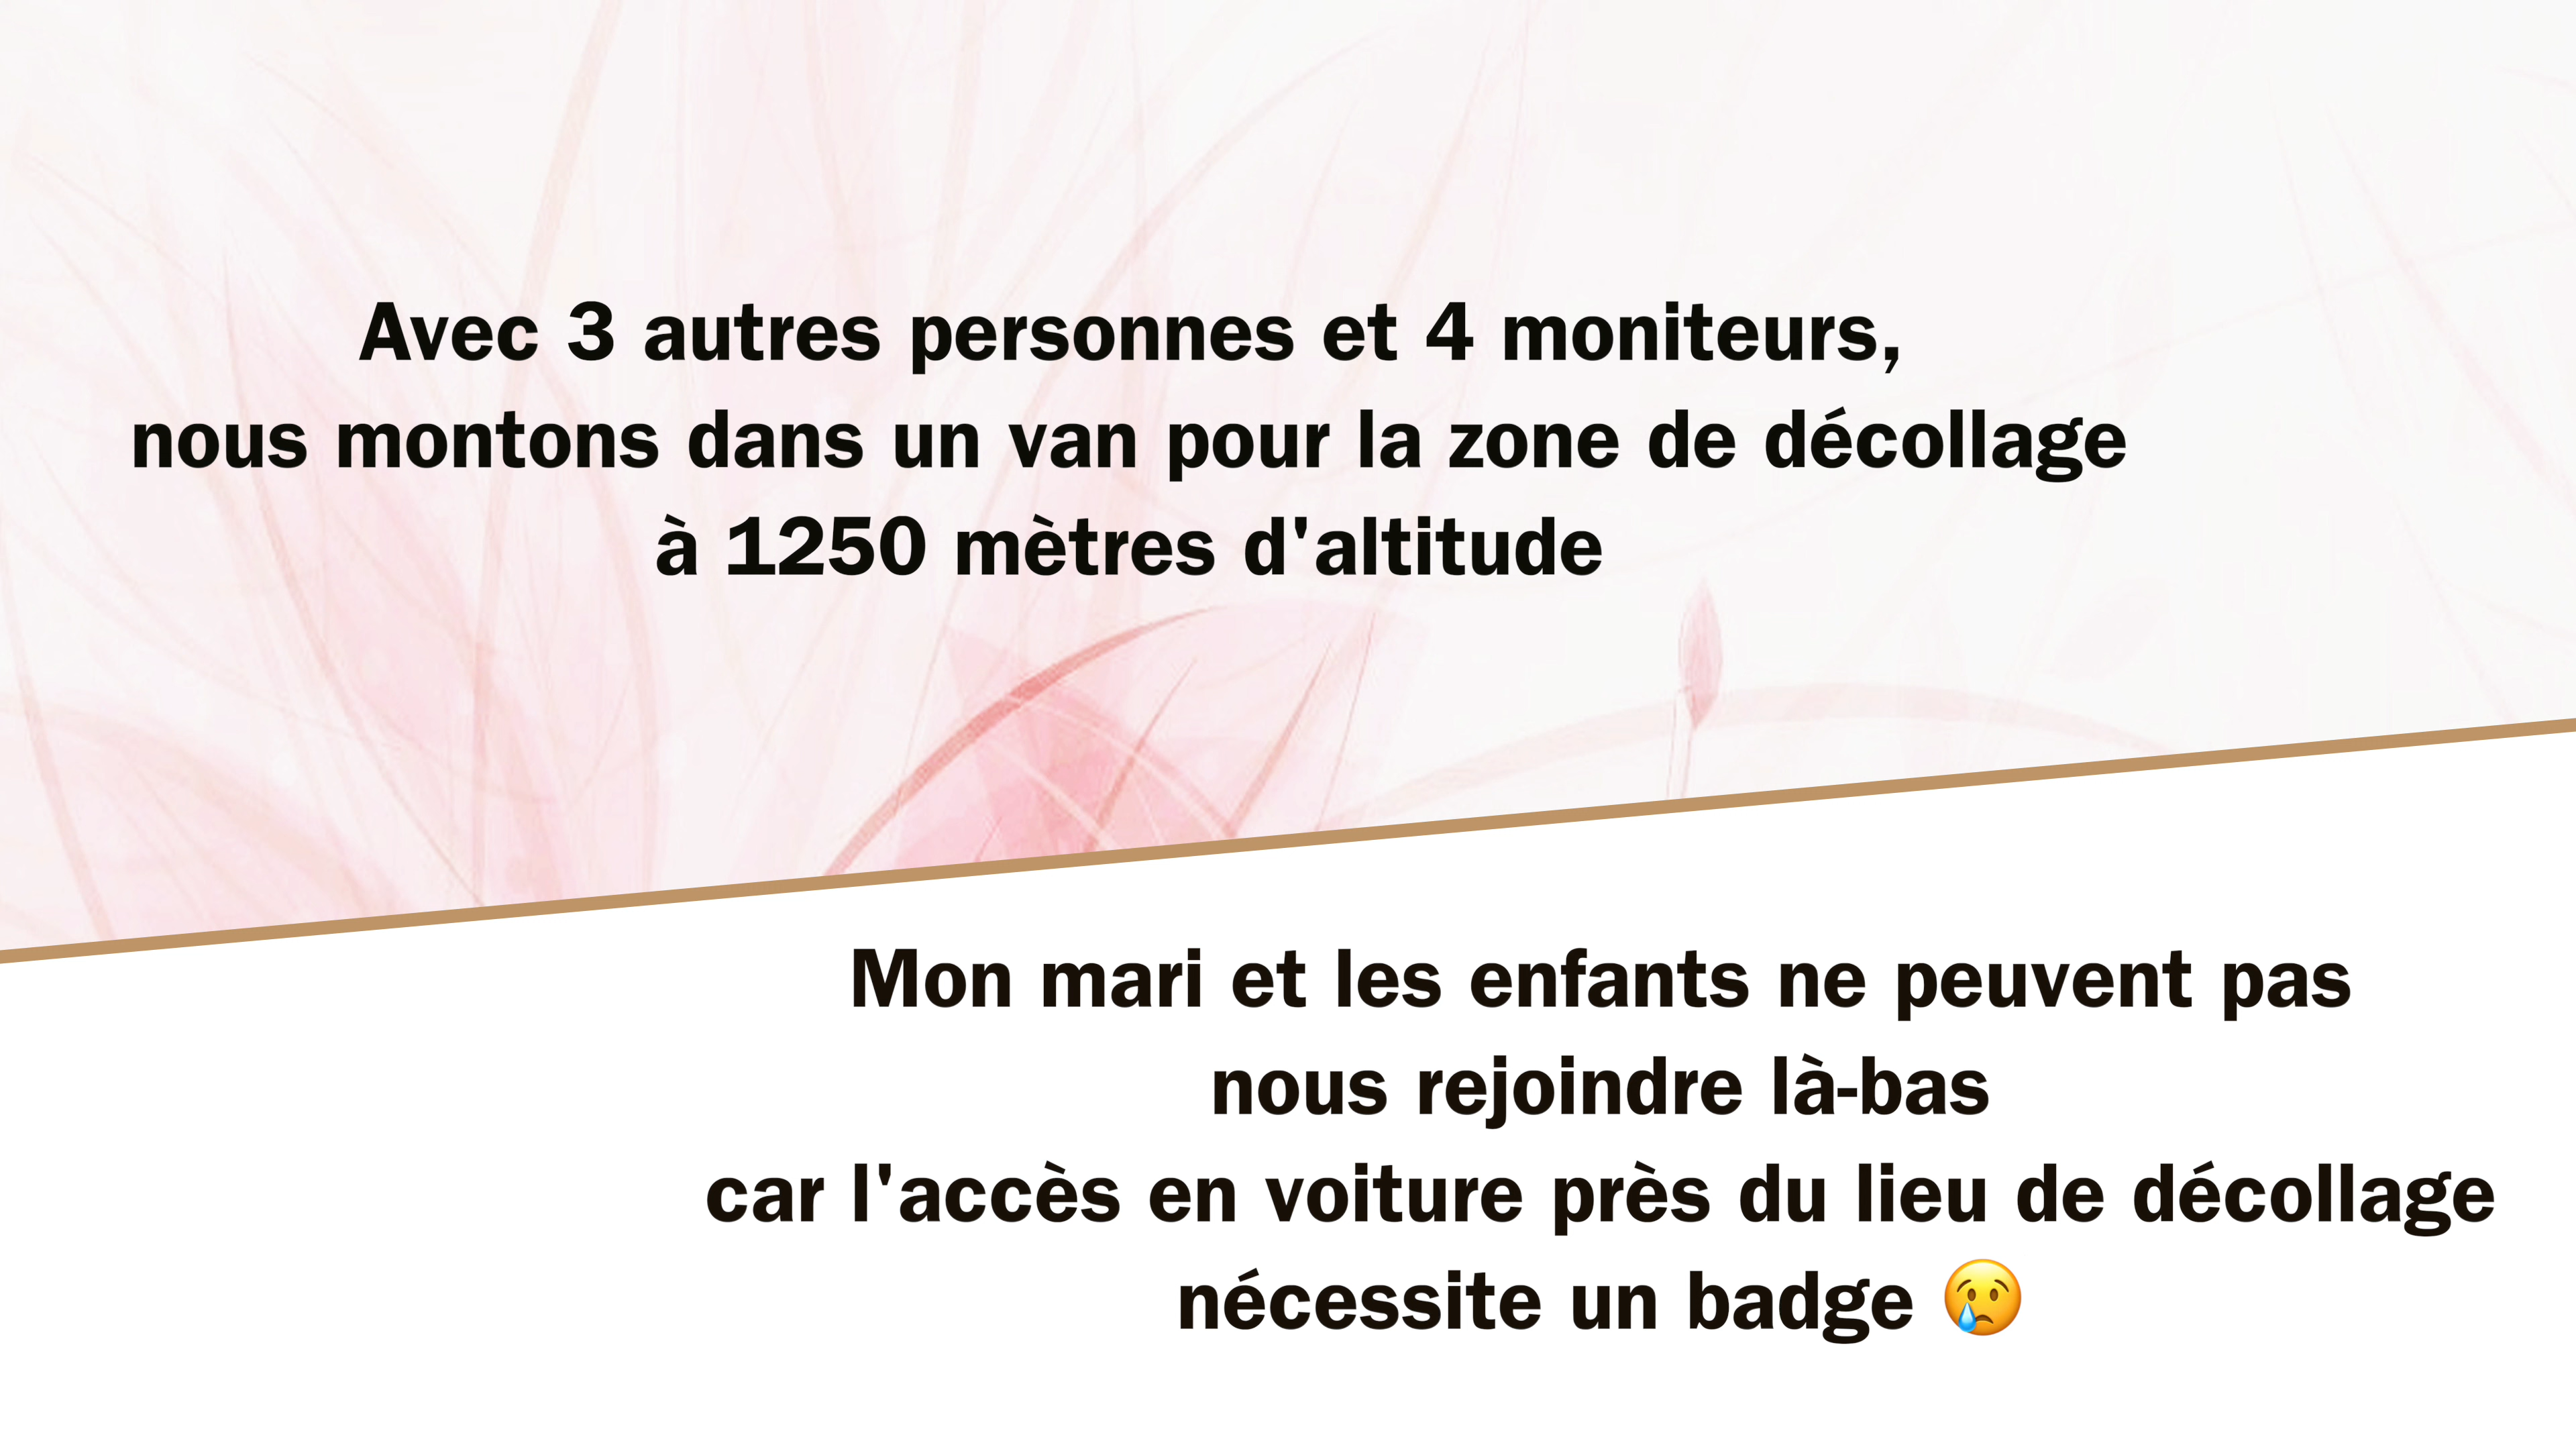 Avec 3 autres personnes et 4 moniteurs,
nous montons dans un van pour la zone de décollage
à 1250 mètres d'altitude
Mon mari et les enfants ne peuvent pas
nous rejoindre là-bas
car l'accès en voiture près du lieu de décollage
nécessite un badge 😢